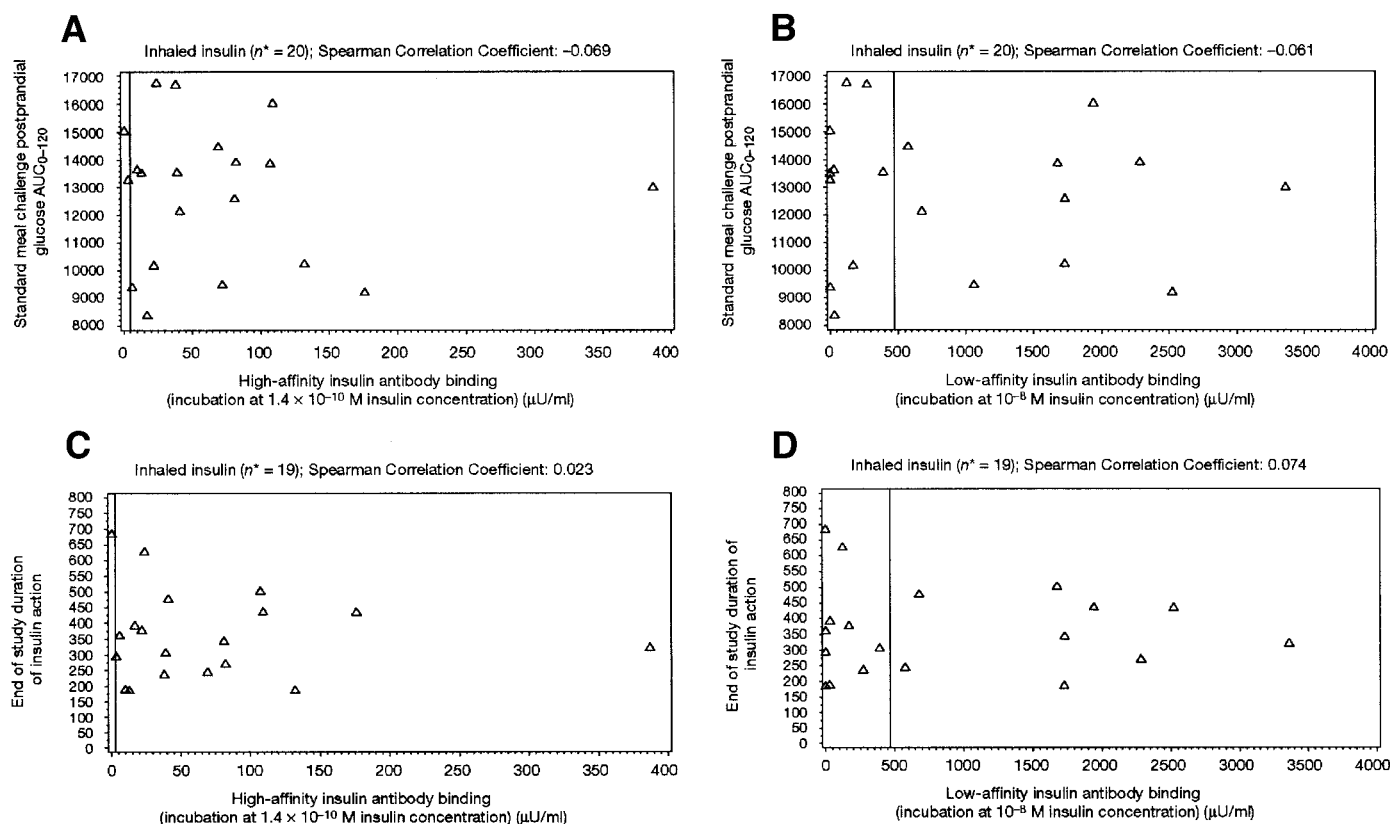 A
Inhaled insulin (n* = 20); Spearman Correlation Coefficient: –0.069
Standard meal challenge postprandial
glucose AUC0–120
17000
16000
15000
14000
13000
12000
11000
10000
9000
8000
0 50 100 150 200 250 300 350 400
High-affinity insulin antibody binding
(incubation at 1.4 × 10–10 M insulin concentration) (μU/ml)
B
Inhaled insulin (n* = 20); Spearman Correlation Coefficient: –0.061
Standard meal challenge postprandial
glucose AUC0–120
17000
16000
15000
14000
13000
12000
11000
10000
9000
8000
0 500 1000 1500 2000 2500 3000 3500 4000
Low-affinity insulin antibody binding
(incubation at 10–8 M insulin concentration) (μU/ml)
C
Inhaled insulin (n* = 19); Spearman Correlation Coefficient: 0.023
End of study duration
of insulin action
800
750
700
650
600
550
500
450
400
350
300
250
200
150
100
50
0
0 50 100 150 200 250 300 350 400
High-affinity insulin antibody binding
(incubation at 1.4 × 10–10 M insulin concentration) (μU/ml)
D
Inhaled insulin (n* = 19); Spearman Correlation Coefficient: 0.074
End of study duration of
insulin action
800
750
700
650
600
550
500
450
400
350
300
250
200
150
100
50
0
0 500 1000 1500 2000 2500 3000 3500 4000
Low-affinity insulin antibody binding
(incubation at 10–8 M insulin concentration) (μU/ml)